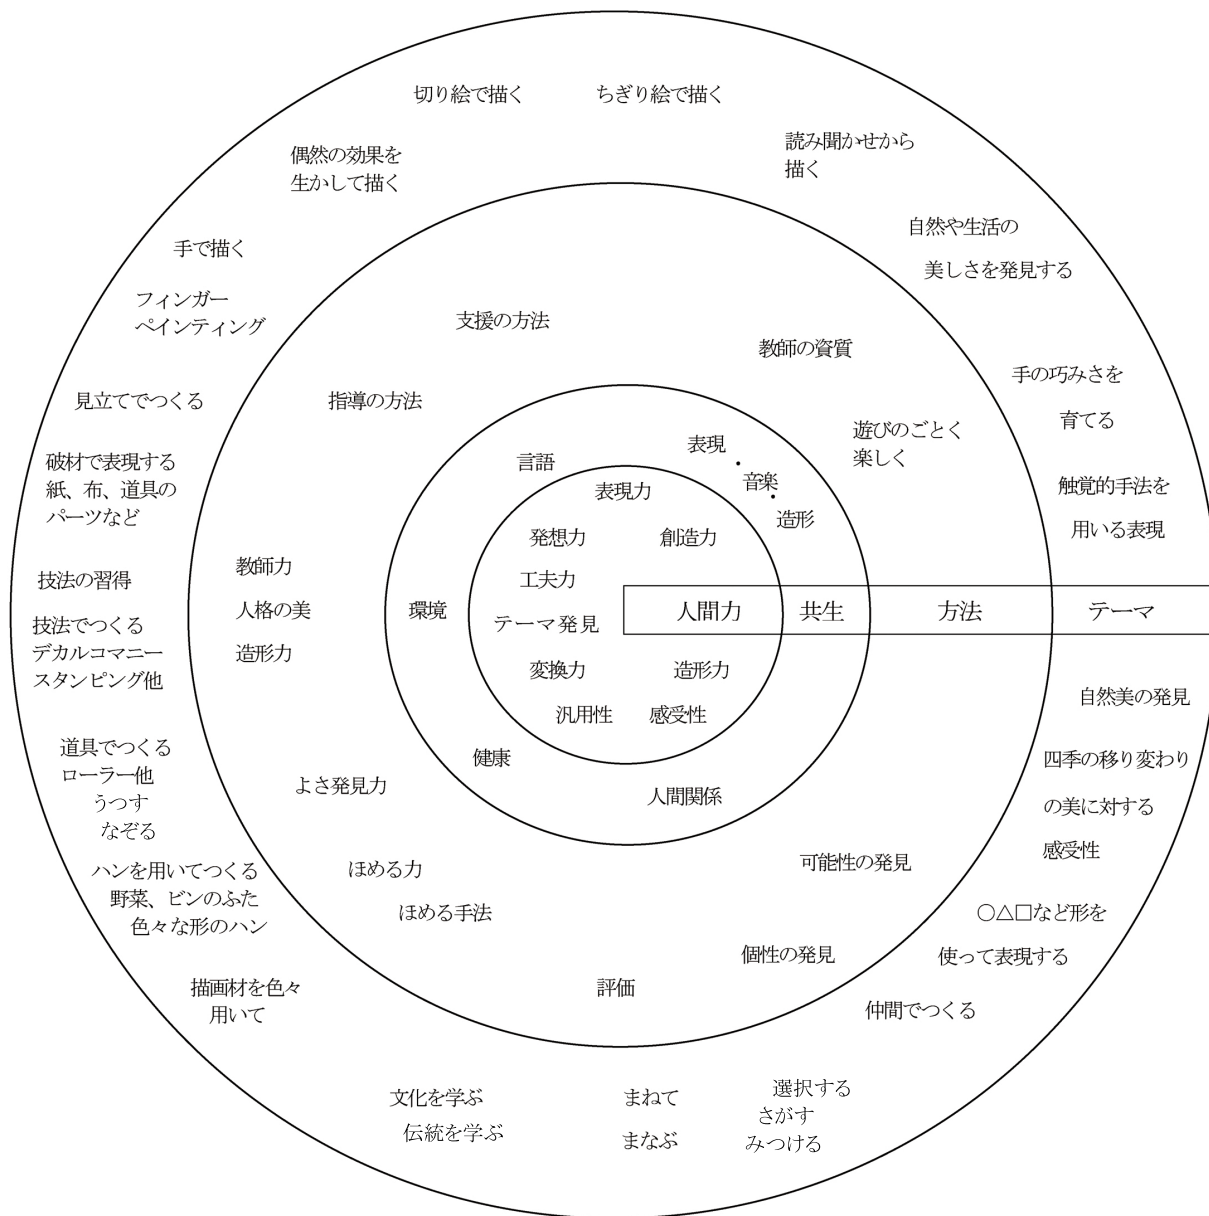 切り絵で描く
ちぎり絵で描く
読み聞かせから
描く
偶然の効果を
生かして描く
自然や生活の
美しさを発見する
手で描く
フィンガー
ペインティング
支援の方法
教師の資質
手の巧みさを
育てる
見立てでつくる
指導の方法
遊びのごとく
楽しく
破材で表現する
紙、布、道具の
パーツなど
言語
表現
・
音楽
・
造形
触覚的手法を
用いる表現
表現力
発想力
創造力
工夫力
テーマ発見
変換力
造形力
汎用性
感受性
技法の習得
技法でつくる
デカルコマニー
スタンピング他
教師力
人格の美
造形力
環境
人間力
共生
方法
テーマ
自然美の発見
四季の移り変わり
の美に対する
感受性
道具でつくる
ローラー他
うつす
なぞる
よさ発見力
健康
人間関係
ハンを用いてつくる
野菜、ビンのふた
色々な形のハン
ほめる力
ほめる手法
可能性の発見
○△□など形を
使って表現する
個性の発見
評価
仲間でつくる
描画材を色々
用いて
文化を学ぶ
伝統を学ぶ
まねて
まなぶ
選択する
さがす
みつける